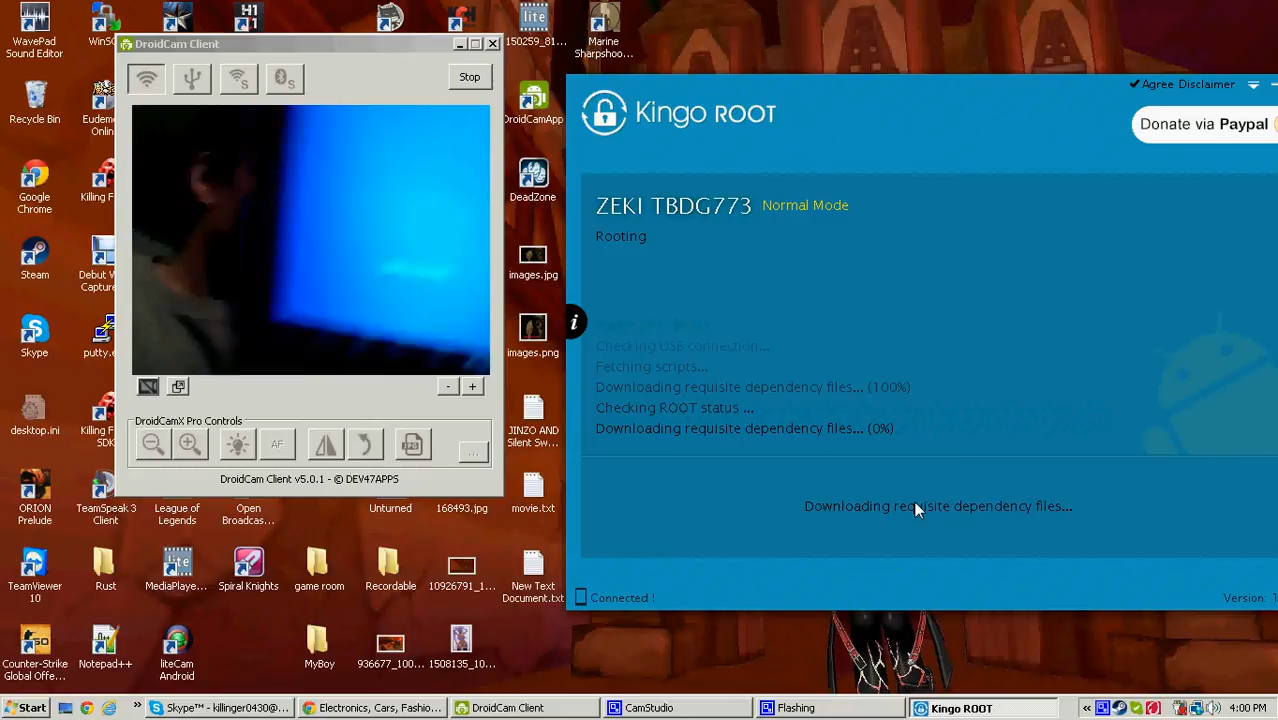 WavePad
Sound Editor
WinSC
H1
lite
150259_81...
Marine
Sharpshoo...
DroidCam Client
S
S
Stop
Recycle Bin
Eudem
Online
DroidCamApp
Google
Chrome
Killing F
DeadZone
Steam
Debut W
Capture
images.jpg
Skype
putty.e
images.png
- +
desktop.ini
Killing F
SDK
DroidCamX Pro Controls
AF
JPG
...
DroidCam Client v5.0.1 - © DEV47APPS
JINZO AND
Silent Sw...
ORION
Prelude
TeamSpeak 3
Client
League of
Legends
Open
Broadcas...
Unturned
168493.jpg
movie.txt
TeamViewer
10
Rust
lite
MediaPlaye...
Spiral Knights
game room
Recordable
10926791_1...
New Text
Document.txt
Counter-Strike
Global Offe...
Notepad++
liteCam
Android
MyBoy
936677_100...
1508135_10...
Agree Disclaimer
Kingo ROOT
Donate via Paypal
ZEKI TBDG773 Normal Mode
Rooting
i
Checking USB connection...
Fetching scripts...
Downloading requisite dependency files... (100%)
Checking ROOT status ...
Downloading requisite dependency files... (0%)
Downloading requisite dependency files...
Connected !
Version: 1
Start
Skype™ - killinger0430@...
Electronics, Cars, Fashio...
DroidCam Client
CamStudio
Flashing
Kingo ROOT
4:00 PM